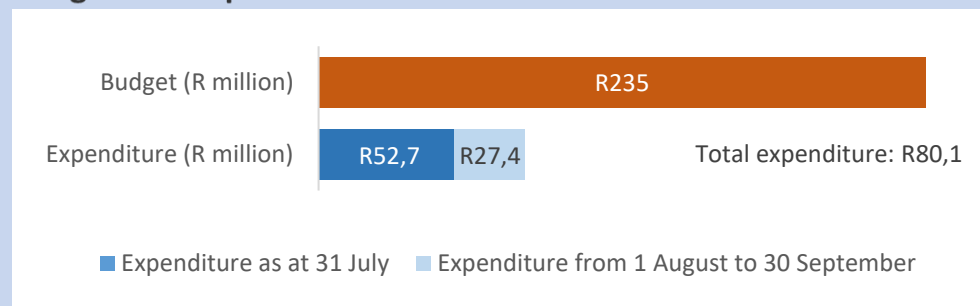 Budget (R million) R235
Expenditure (R million) R52,7 R27,4 Total expenditure: R80,1
Expenditure as at 31 July Expenditure from 1 August to 30 September